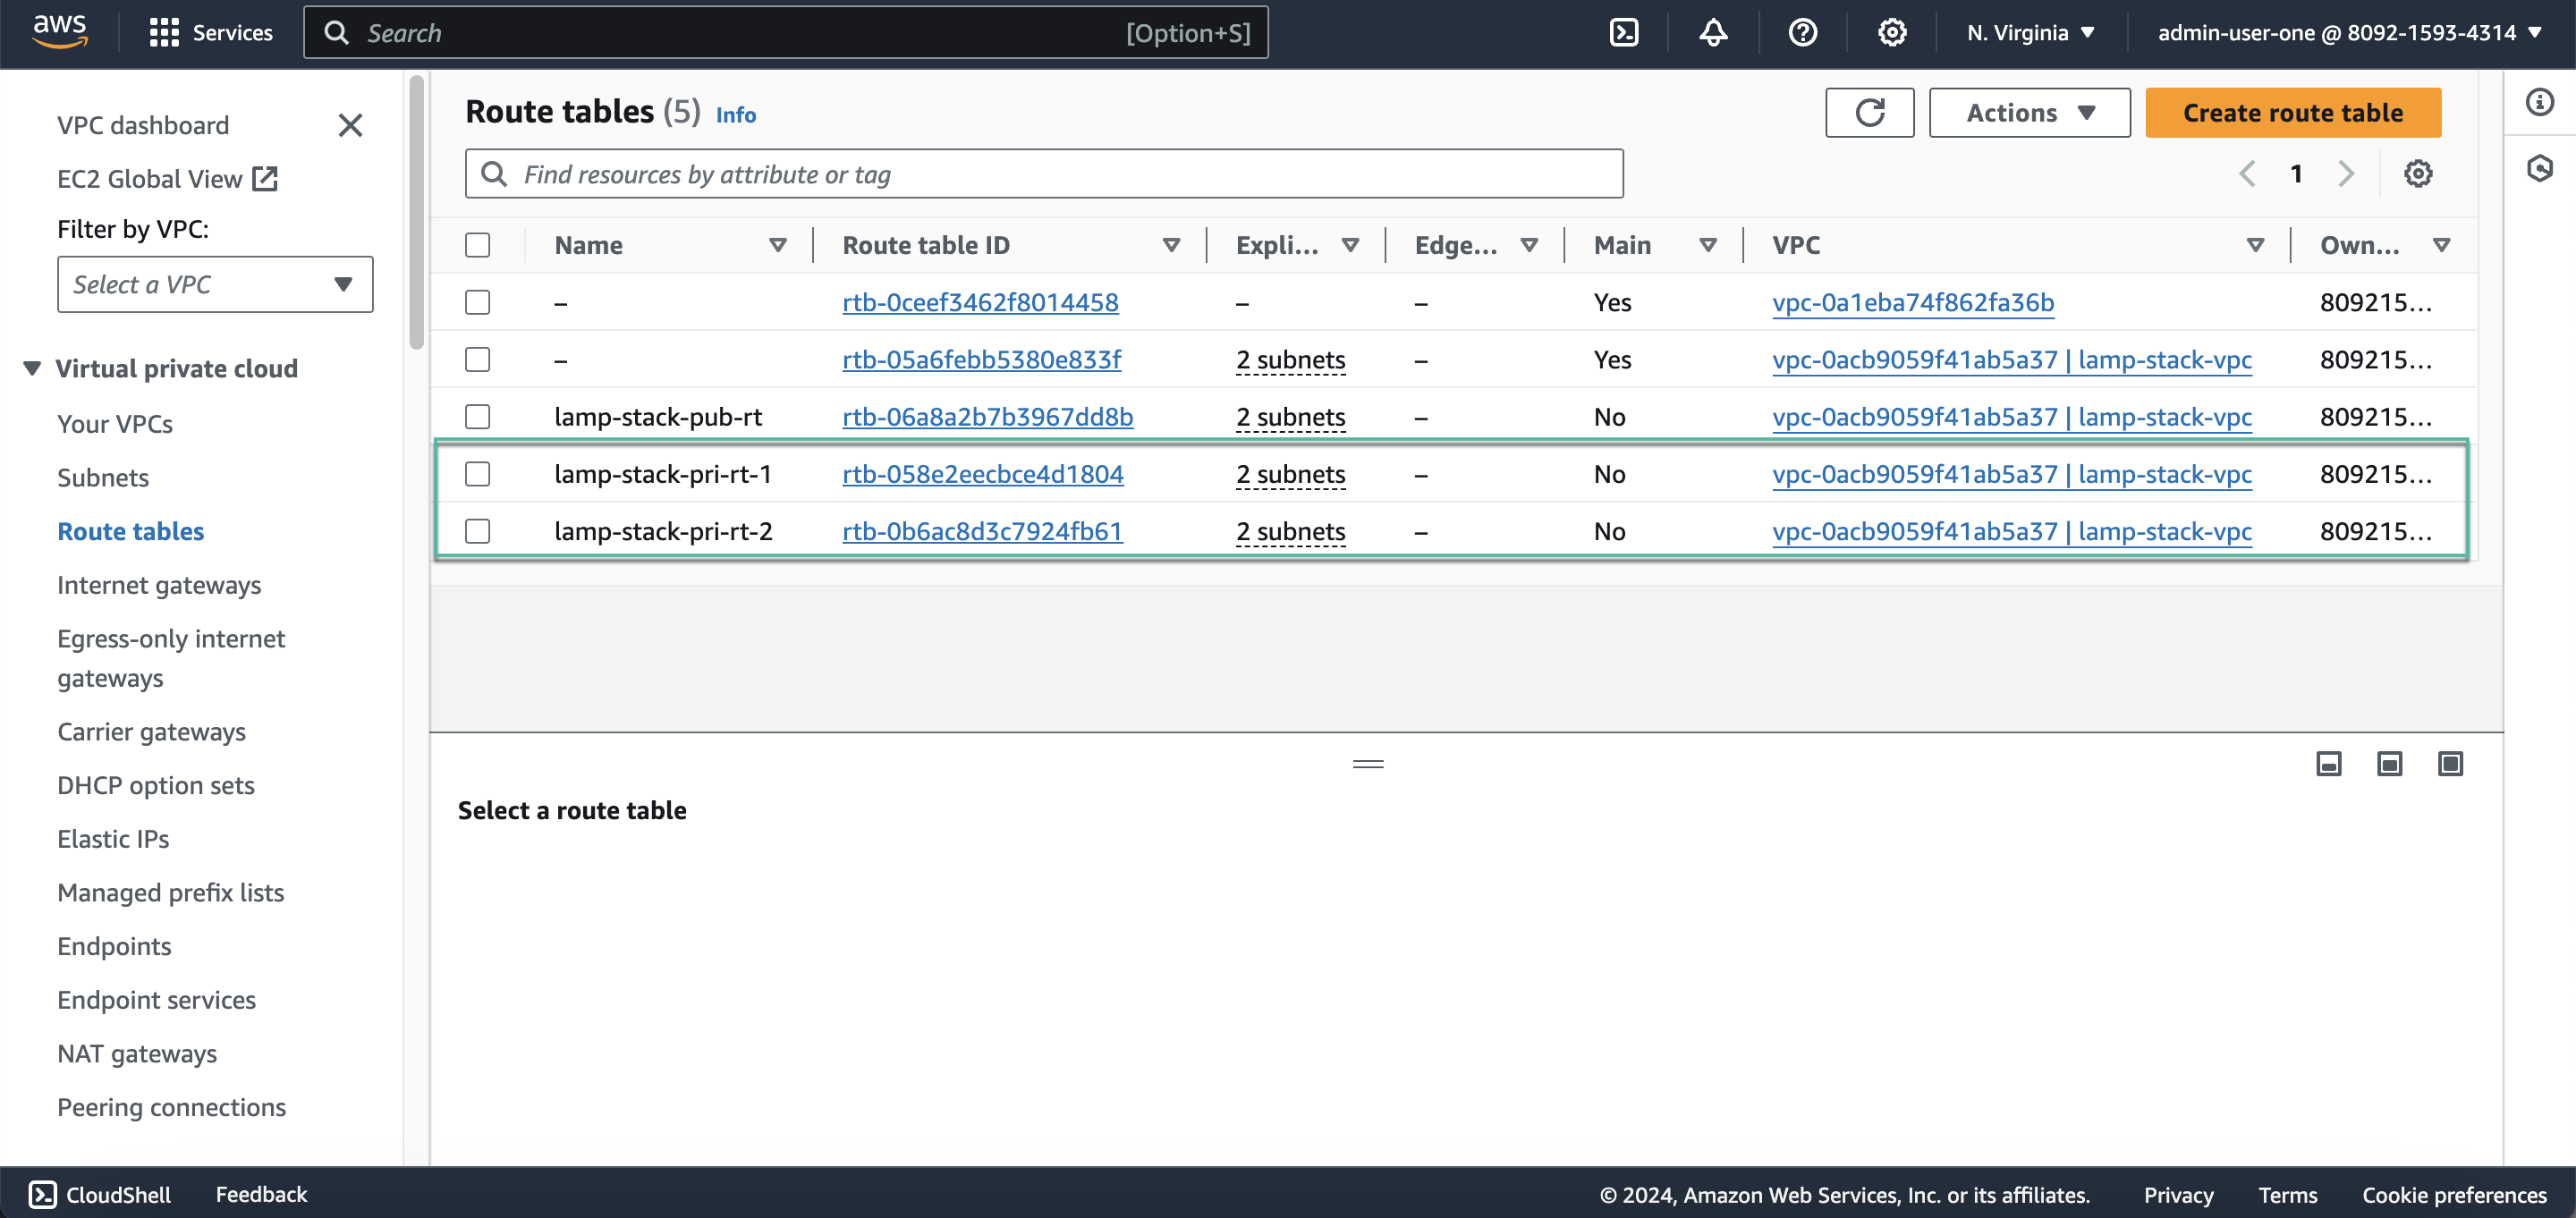 aws Services Search [Option+S] N. Virginia admin-user-one @ 8092-1593-4314
VPC dashboard
EC2 Global View
Filter by VPC:
Select a VPC
Virtual private cloud
Your VPCs
Subnets
Route tables
Internet gateways
Egress-only internet
gateways
Carrier gateways
DHCP option sets
Elastic IPs
Managed prefix lists
Endpoints
Endpoint services
NAT gateways
Peering connections
Route tables (5) Info
Actions Create route table
Find resources by attribute or tag
1
Name Route table ID Expli... Edge... Main VPC Own...
– rtb-0ceef3462f8014458 – – Yes vpc-0a1eba74f862fa36b 809215...
– rtb-05a6febb5380e833f 2 subnets – Yes vpc-0acb9059f41ab5a37 | lamp-stack-vpc 809215...
lamp-stack-pub-rt rtb-06a8a2b7b3967dd8b 2 subnets – No vpc-0acb9059f41ab5a37 | lamp-stack-vpc 809215...
lamp-stack-pri-rt-1 rtb-058e2eecbce4d1804 2 subnets – No vpc-0acb9059f41ab5a37 | lamp-stack-vpc 809215...
lamp-stack-pri-rt-2 rtb-0b6ac8d3c7924fb61 2 subnets – No vpc-0acb9059f41ab5a37 | lamp-stack-vpc 809215...
Select a route table
CloudShell Feedback © 2024, Amazon Web Services, Inc. or its affiliates. Privacy Terms Cookie preferences